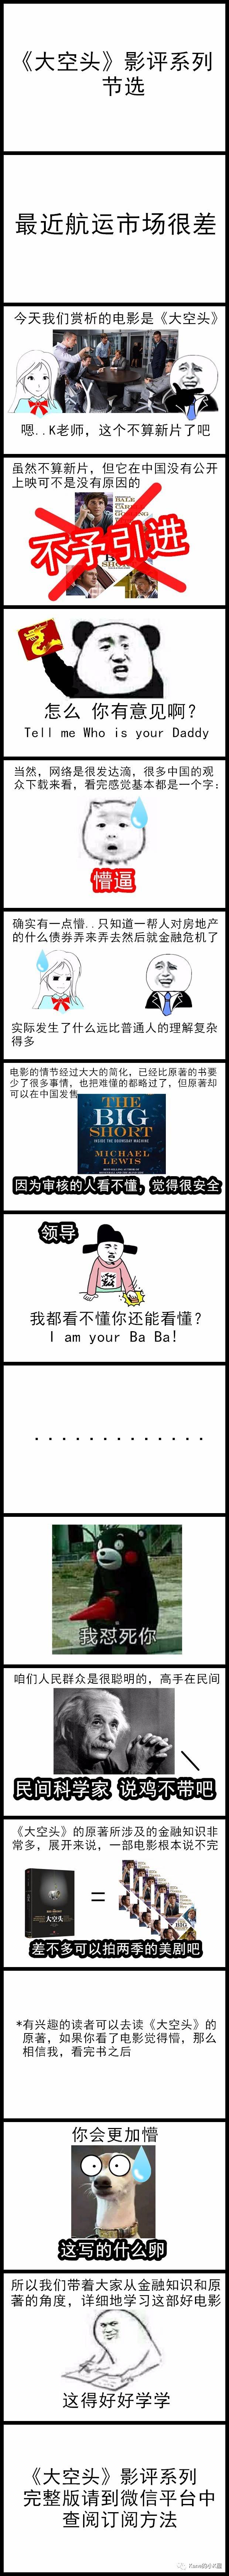 《大空头》影评系列
节选
最近航运市场很差
今天我们赏析的电影是《大空头》
嗯..K老师，这个不算新片了吧
虽然不算新片，但它在中国没有公开
上映可不是没有原因的
不予引进
怎么 你有意见啊？
Tell me Who is your Daddy
当然，网络是很发达滴，很多中国的观
众下载来看，看完感觉基本都是一个字：
懵逼
确实有一点懵..只知道一帮人对房地产
的什么债券弄来弄去然后就金融危机了
实际发生了什么远比普通人的理解复杂
得多
电影的情节经过大大的简化，已经比原著的书要
少了很多事情，也把难懂的都略过了，但原著却
可以在中国发售
THE
BIG
SHORT
INSIDE THE DOOMSDAY MACHINE
MICHAEL
LEWIS
因为审核的人看不懂，觉得很安全
领导
我都看不懂你还能看懂？
I am your Ba Ba!
.............
我怼死你
咱们人民群众是很聪明的，高手在民间
民间科学家 说鸡不带吧
《大空头》的原著所涉及的金融知识非
常多，展开来说，一部电影根本说不完
大空头
=
差不多可以拍两季的美剧吧
*有兴趣的读者可以去读《大空头》的
原著，如果你看了电影觉得懵，那么
相信我，看完书之后
你会更加懵
这写的什么卵
所以我们带着大家从金融知识和原
著的角度，详细地学习这部好电影
这得好好学学
《大空头》影评系列
完整版请到微信平台中
查阅订阅方法